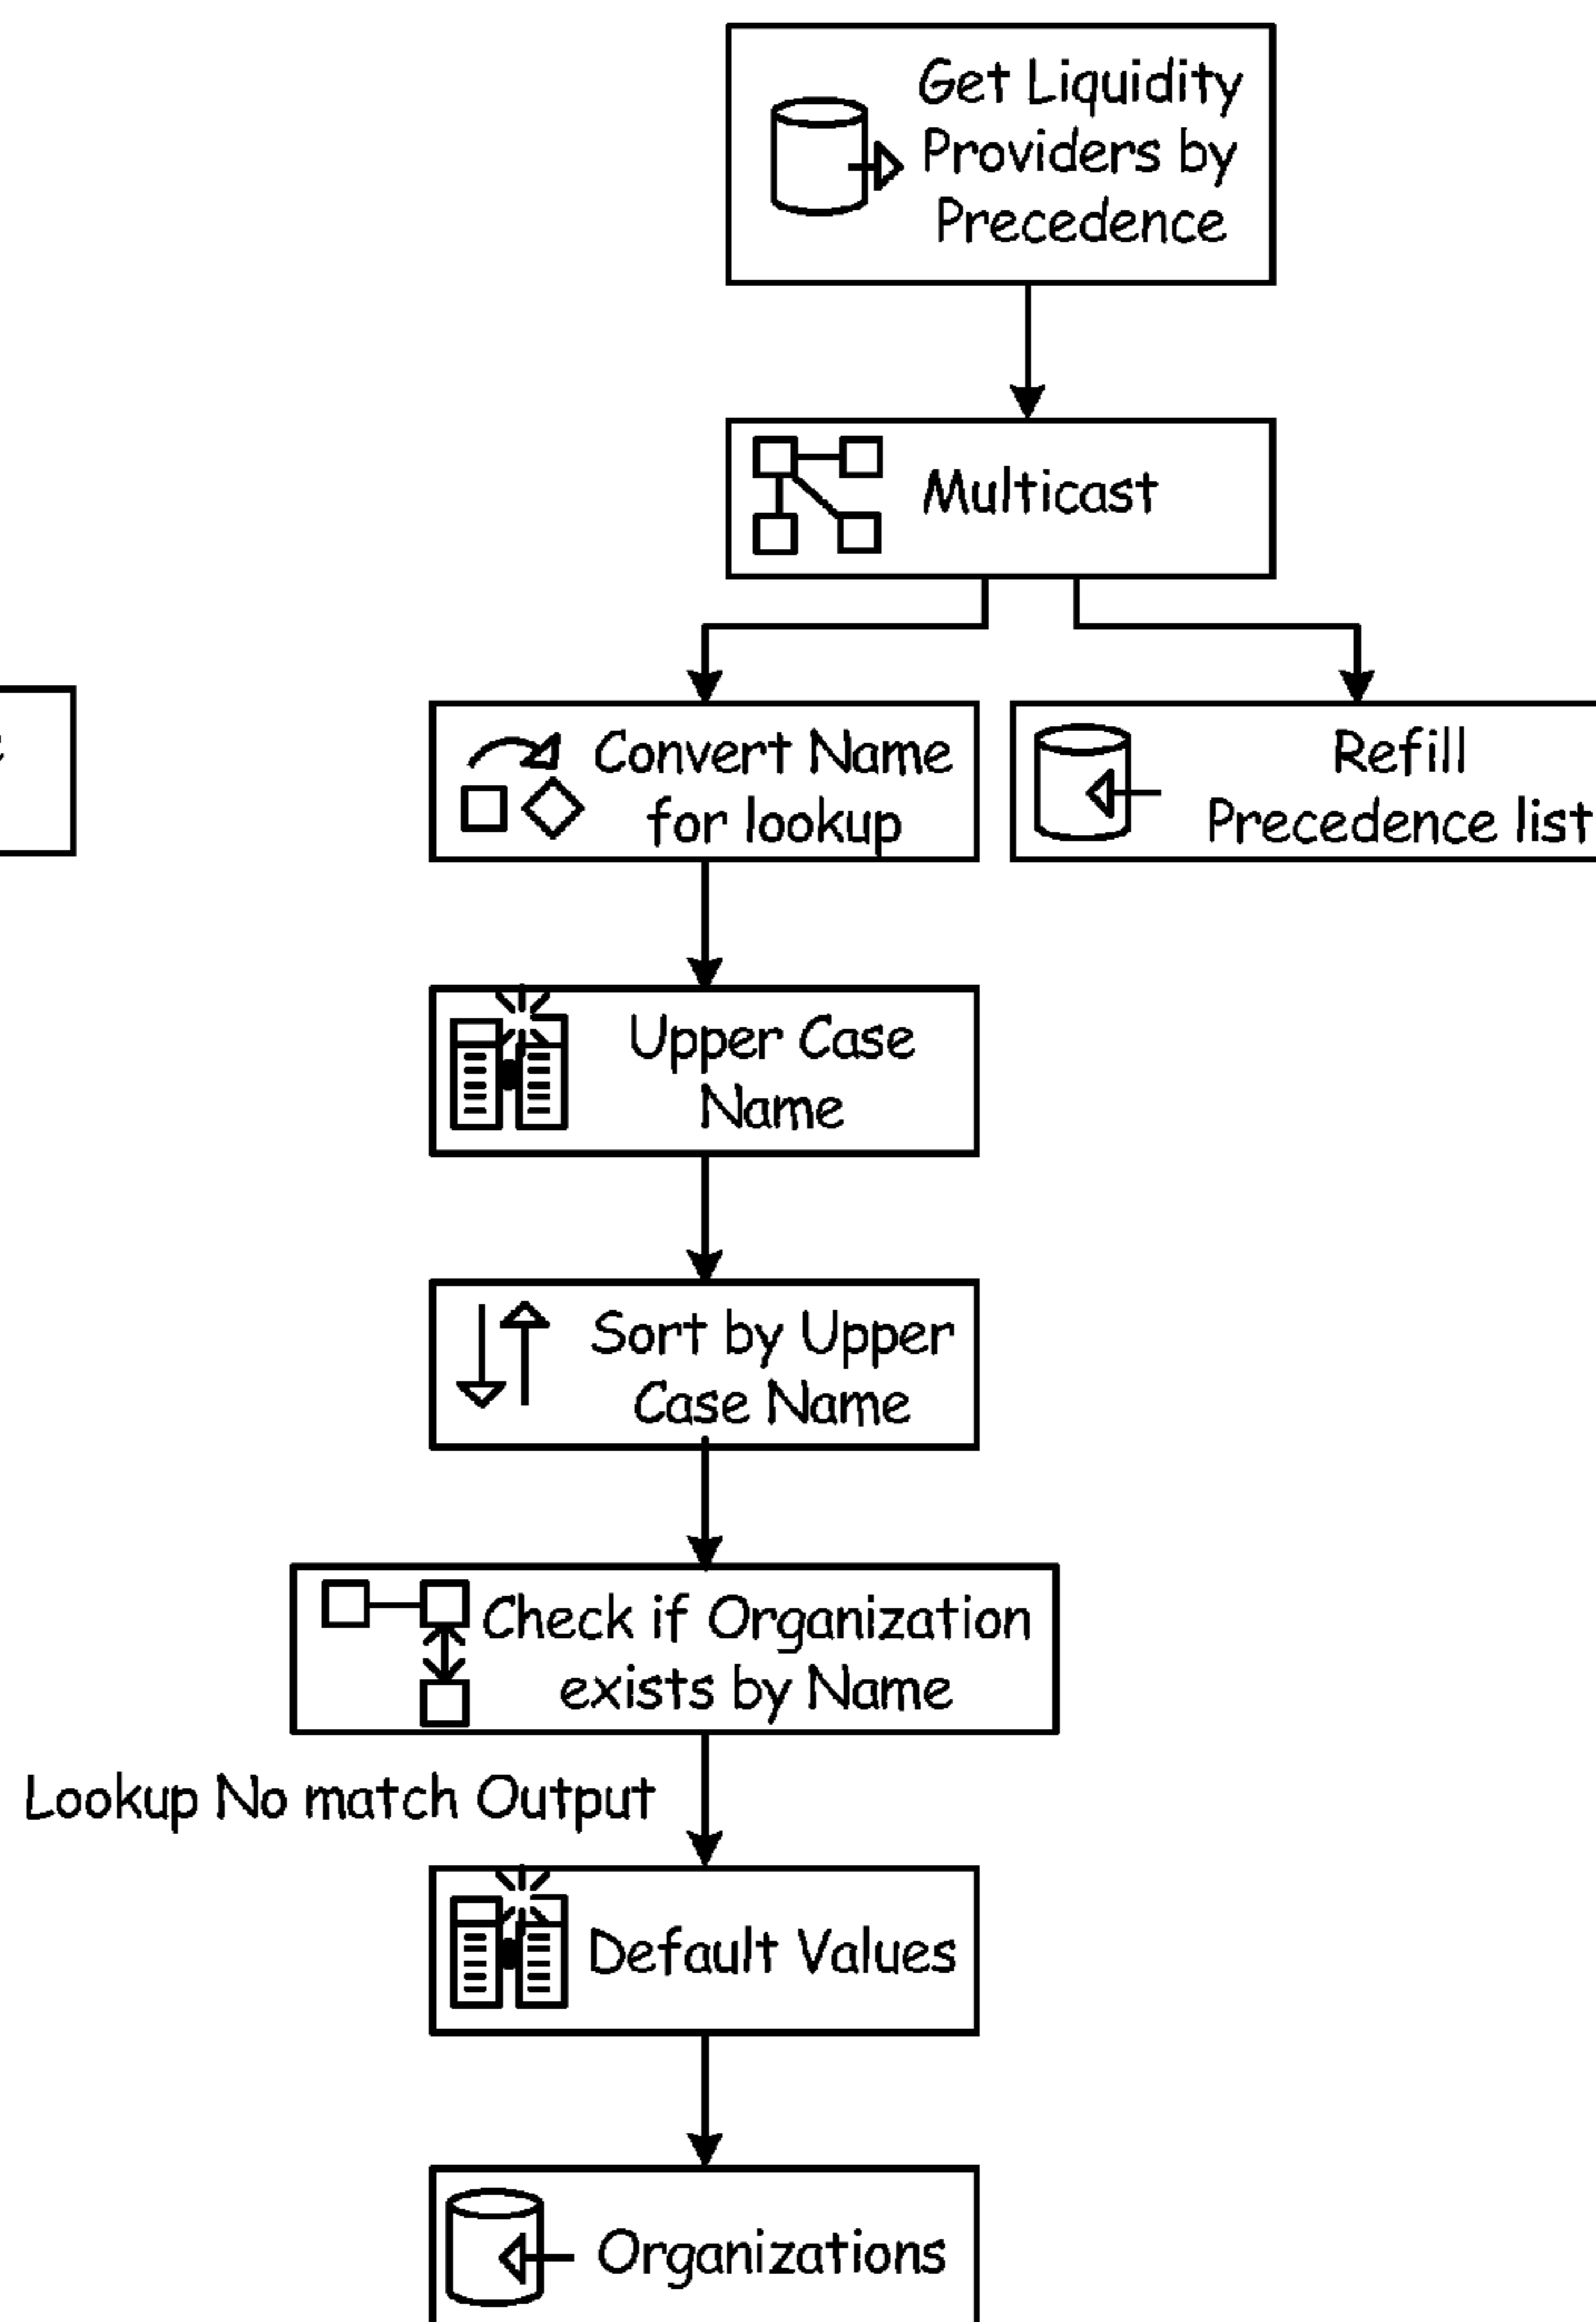 Get Liquidity
Providers by
Precedence
Multicast
Convert Name
for lookup
Refill
Precedence list
Upper Case
Name
Sort by Upper
Case Name
Check if Organization
exists by Name
Lookup No match Output
Default Values
Organizations